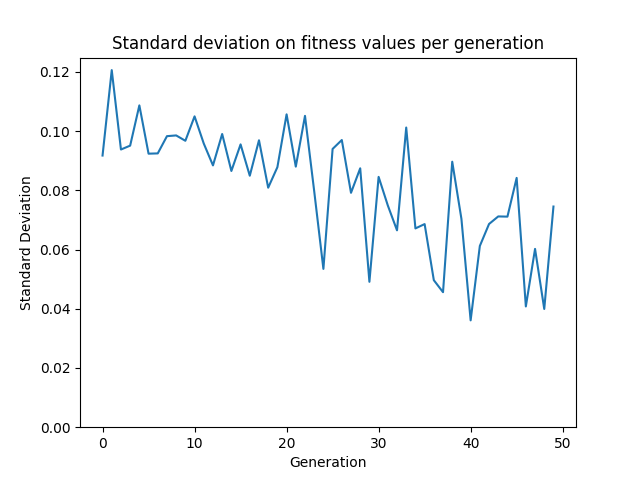 Standard deviation on fitness values per generation
0.12
0.10
0.08
0.06
0.04
0.02
0.00
Standard Deviation
0 10 20 30 40 50
Generation